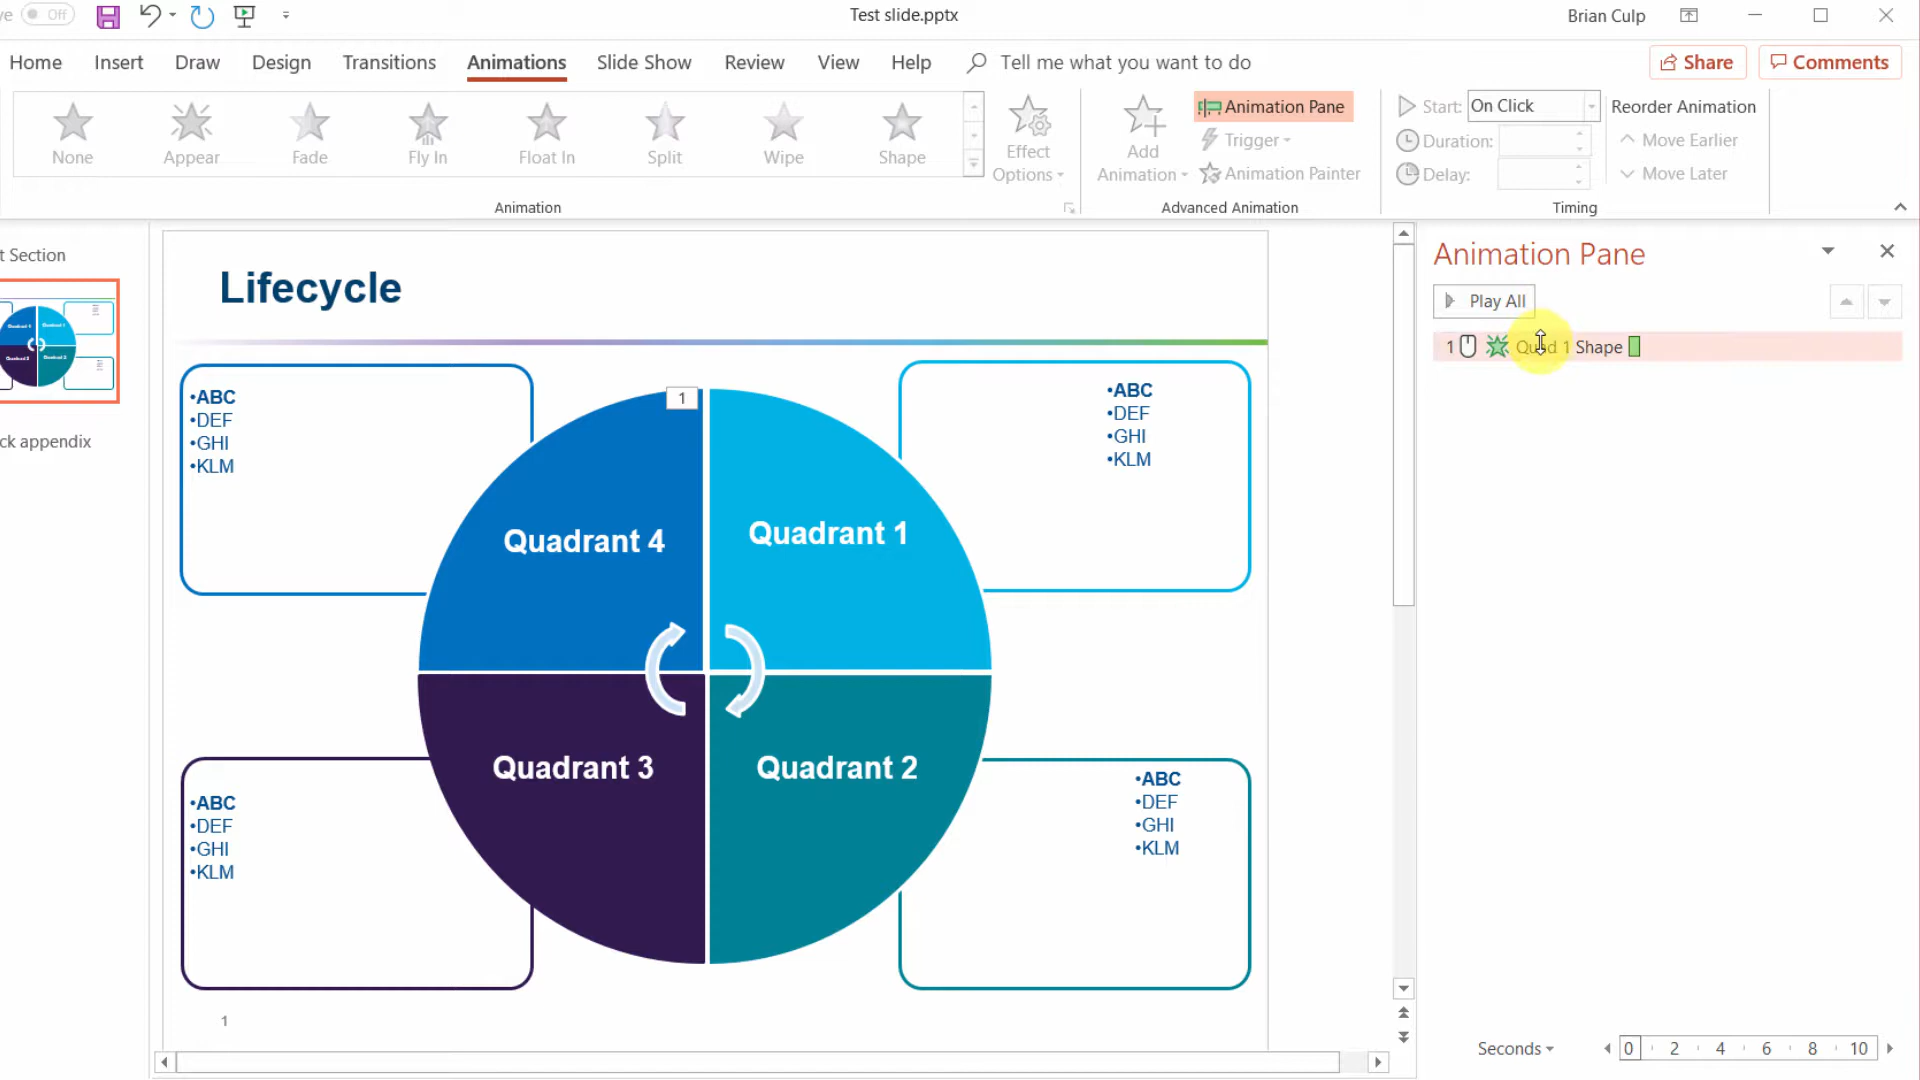 ve Off Test slide.pptx Brian Culp
Home Insert Draw Design Transitions Animations Slide Show Review View Help Tell me what you want to do Share Comments
None Appear Fade Fly In Float In Split Wipe Shape
Effect Options
Add Animation
Animation Pane
Trigger
Animation Painter
Start: On Click
Duration:
Delay:
Reorder Animation
Move Earlier
Move Later
Animation Advanced Animation Timing
t Section
ck appendix
Lifecycle
•ABC
•DEF
•GHI
•KLM
1
•ABC
•DEF
•GHI
•KLM
Quadrant 4
Quadrant 1
Quadrant 3
Quadrant 2
•ABC
•DEF
•GHI
•KLM
•ABC
•DEF
•GHI
•KLM
1
Animation Pane
Play All
1 Quad 1 Shape
Seconds 0 2 4 6 8 10